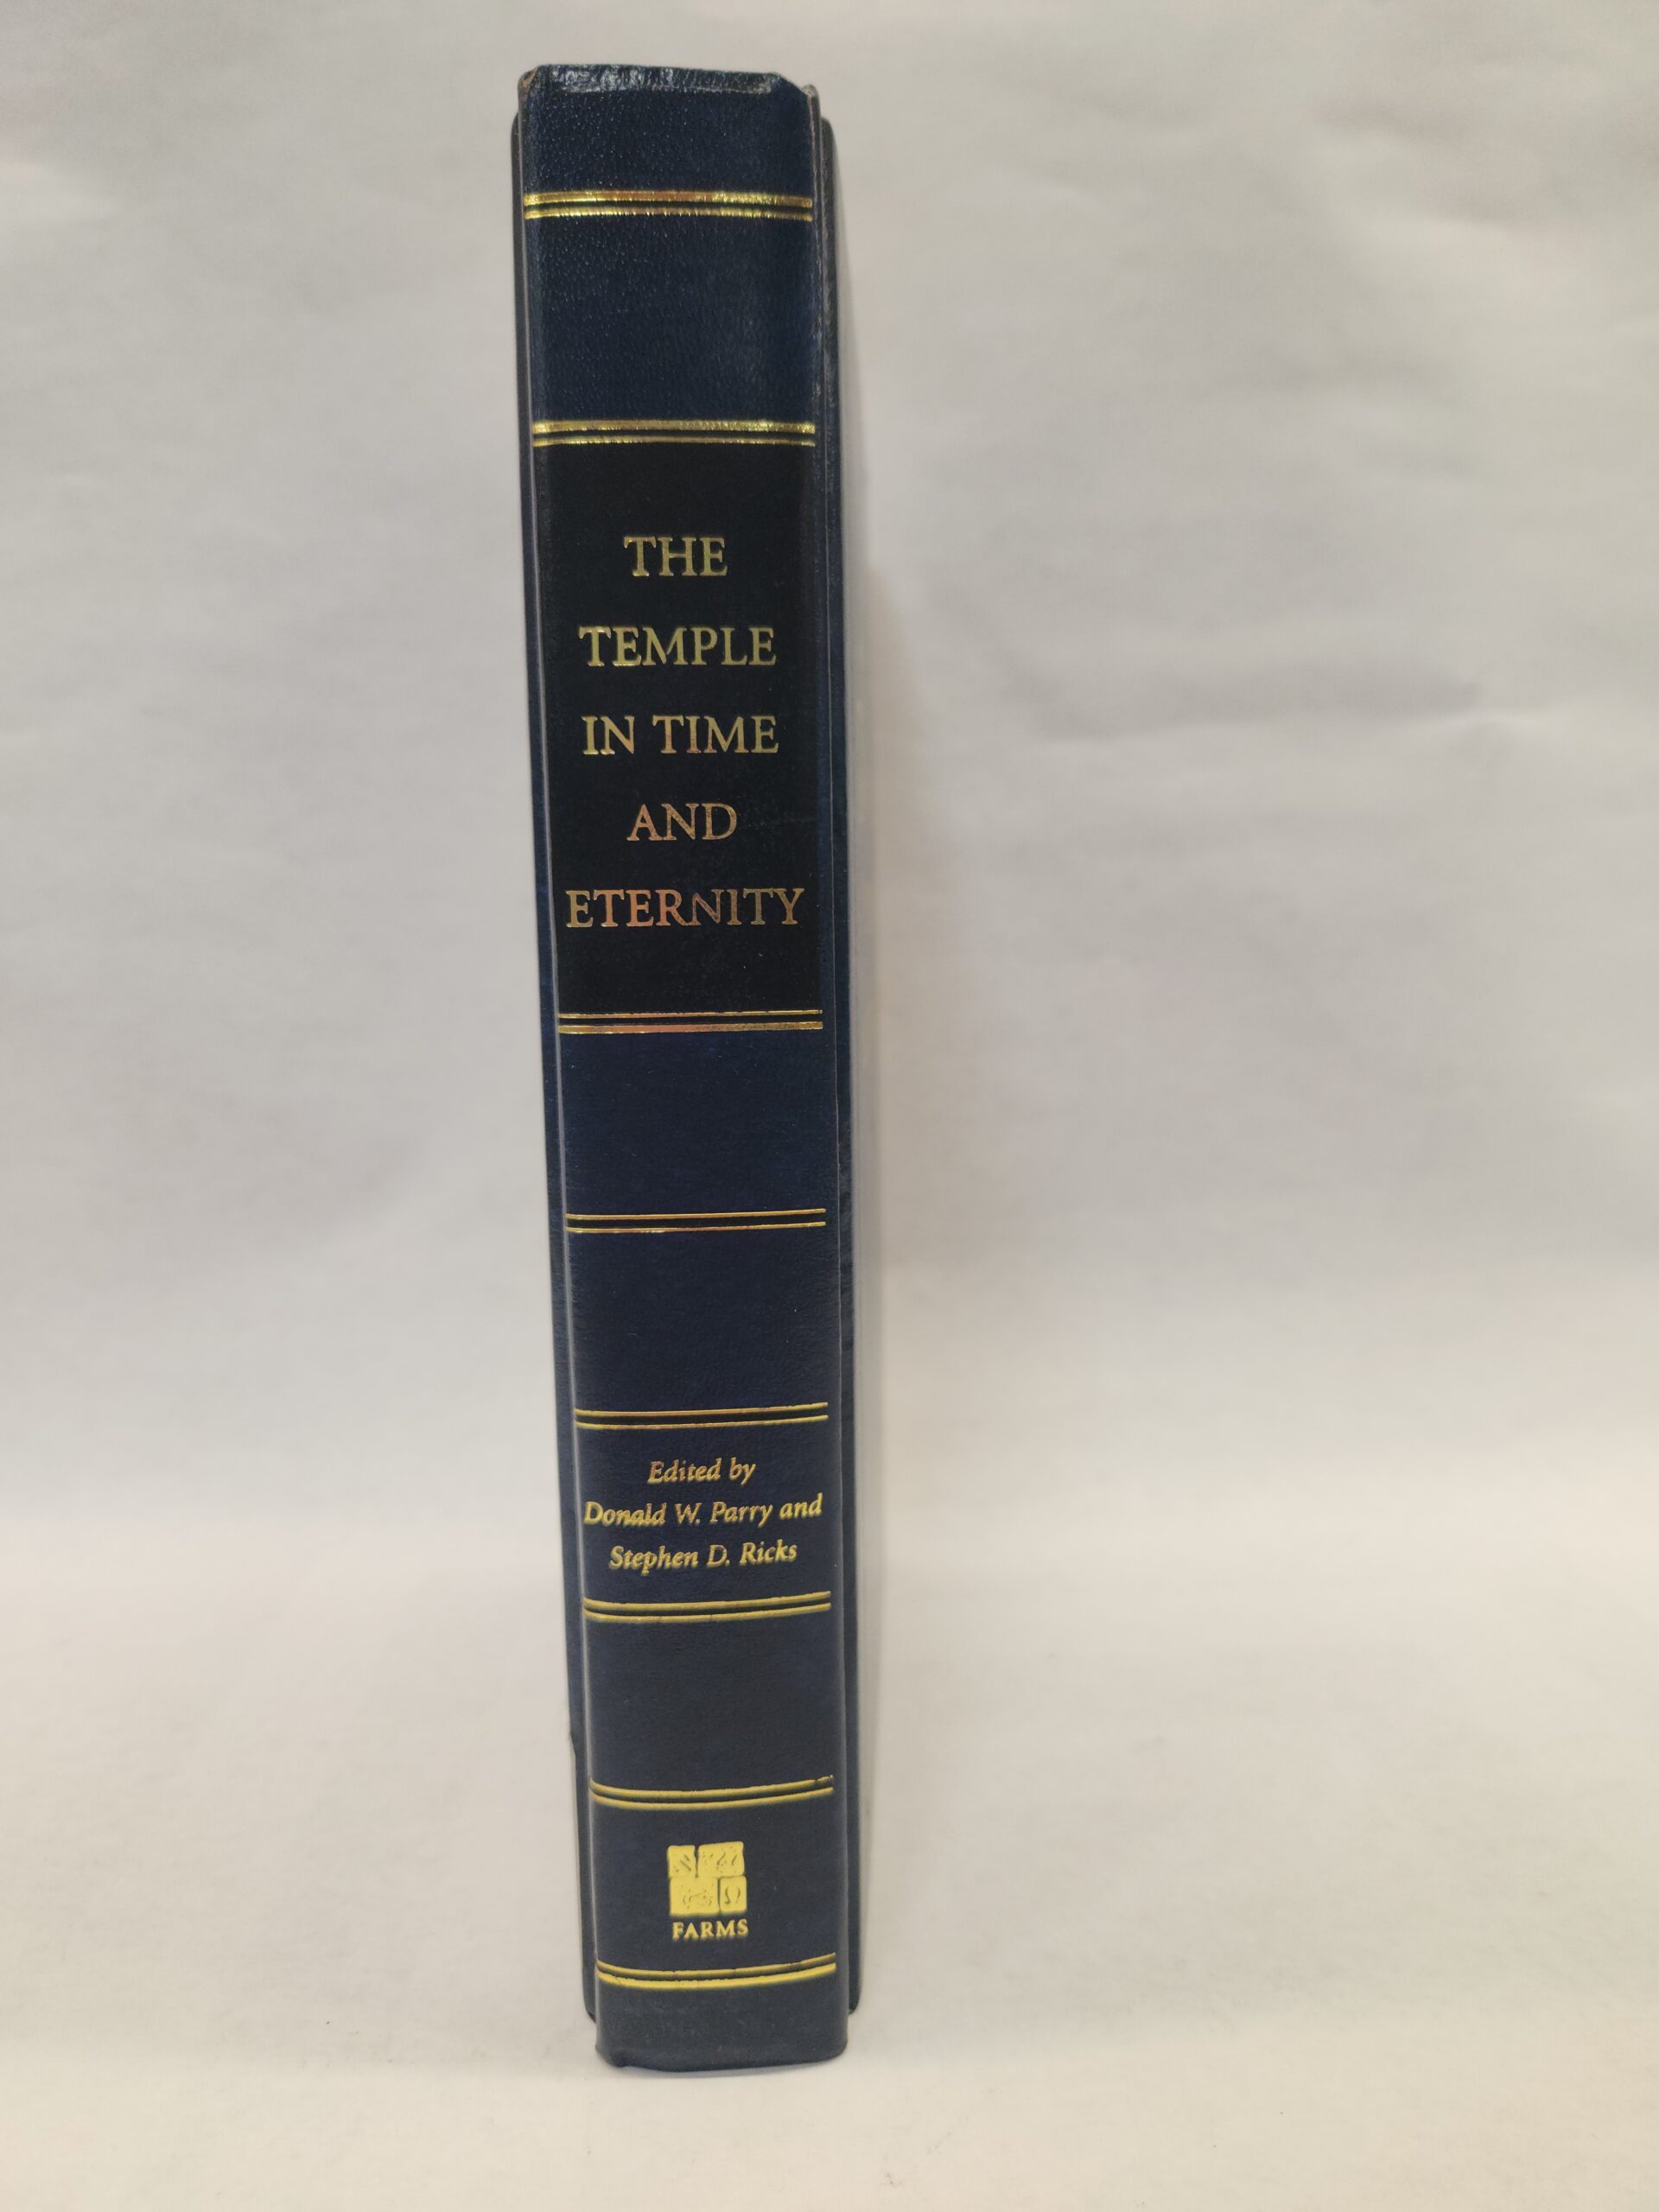 THE
TEMPLE
IN TIME
AND
ETERNITY
Edited by
Donald W. Parry and
Stephen D. Ricks
FARMS